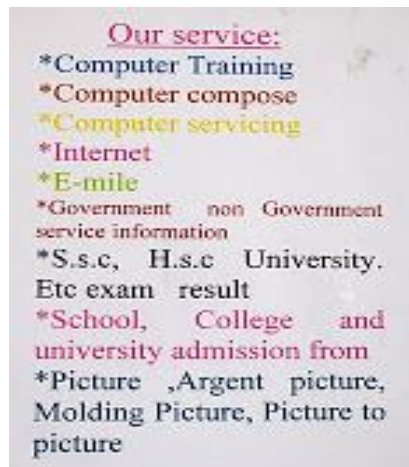 Our service:
*Computer Training
*Computer compose
*Computer servicing
*Internet
*E-mile
*Government non Government
service information
*S.s.c, H.s.c University.
Etc exam result
*School, College and
university admission from
*Picture ,Argent picture,
Molding Picture, Picture to
picture